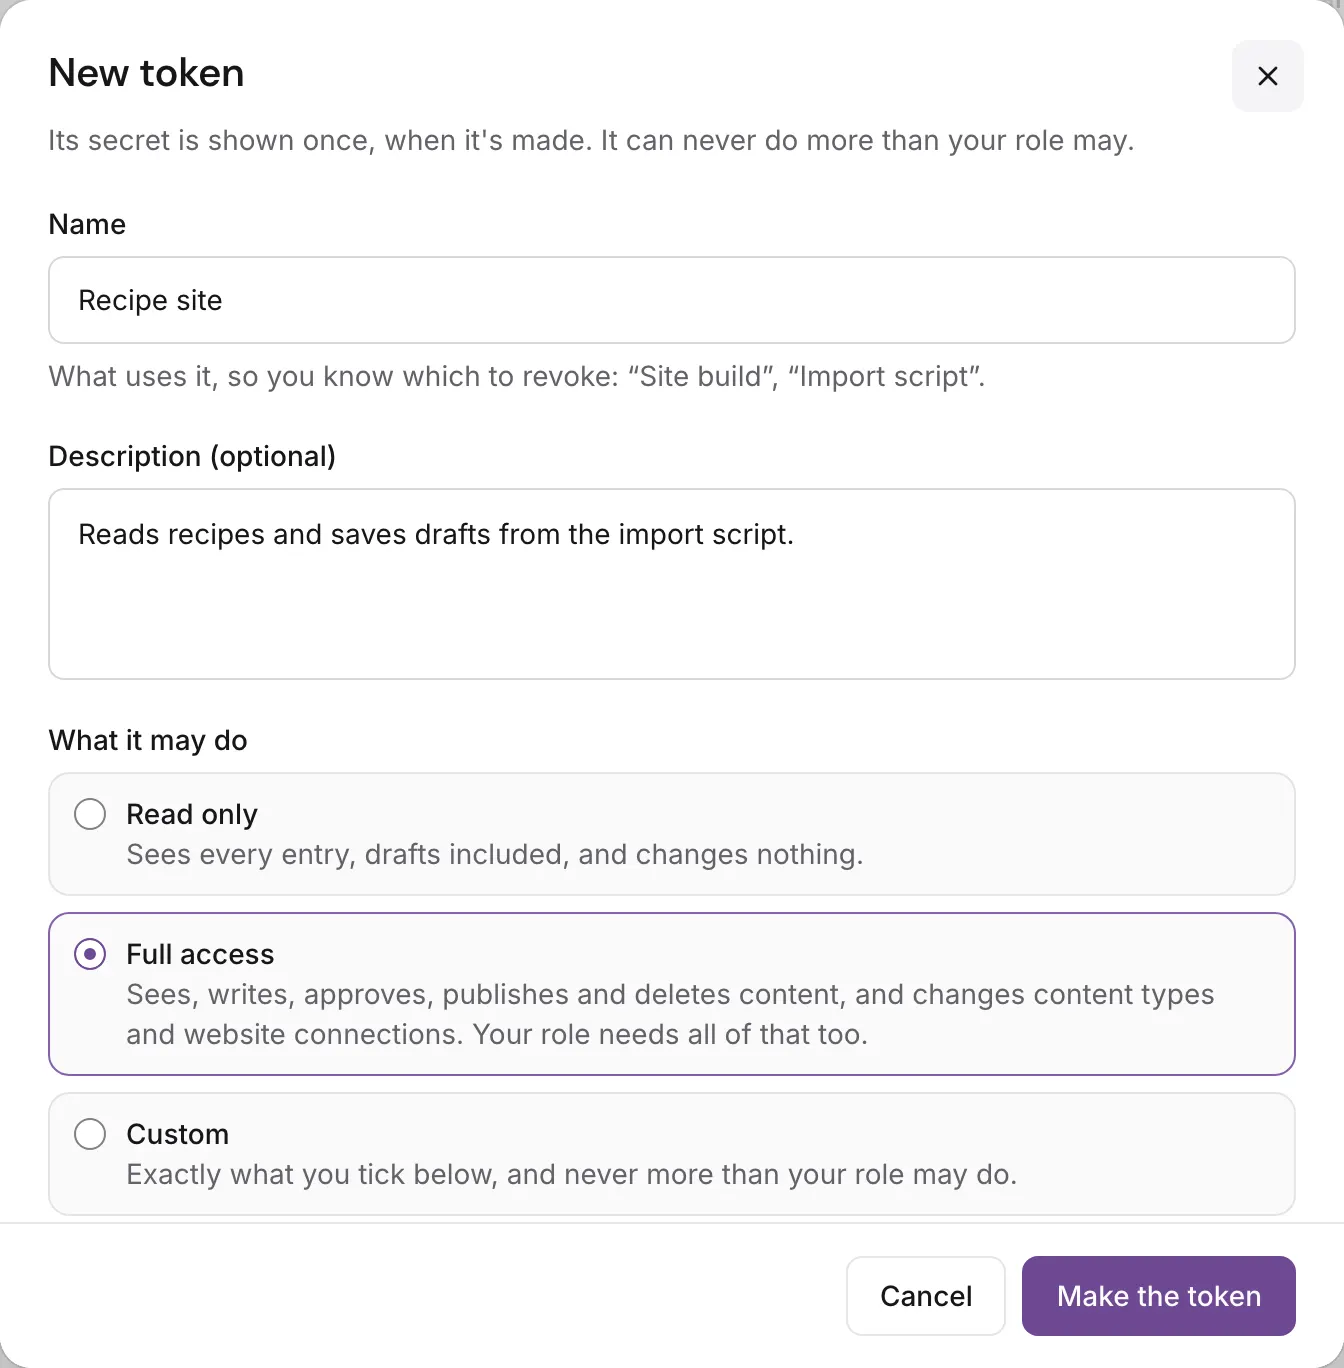 New token
Its secret is shown once, when it's made. It can never do more than your role may.
Name
Recipe site
What uses it, so you know which to revoke: “Site build”, “Import script”.
Description (optional)
Reads recipes and saves drafts from the import script.
What it may do
Read only
Sees every entry, drafts included, and changes nothing.
Full access
Sees, writes, approves, publishes and deletes content, and changes content types
and website connections. Your role needs all of that too.
Custom
Exactly what you tick below, and never more than your role may do.
Cancel
Make the token